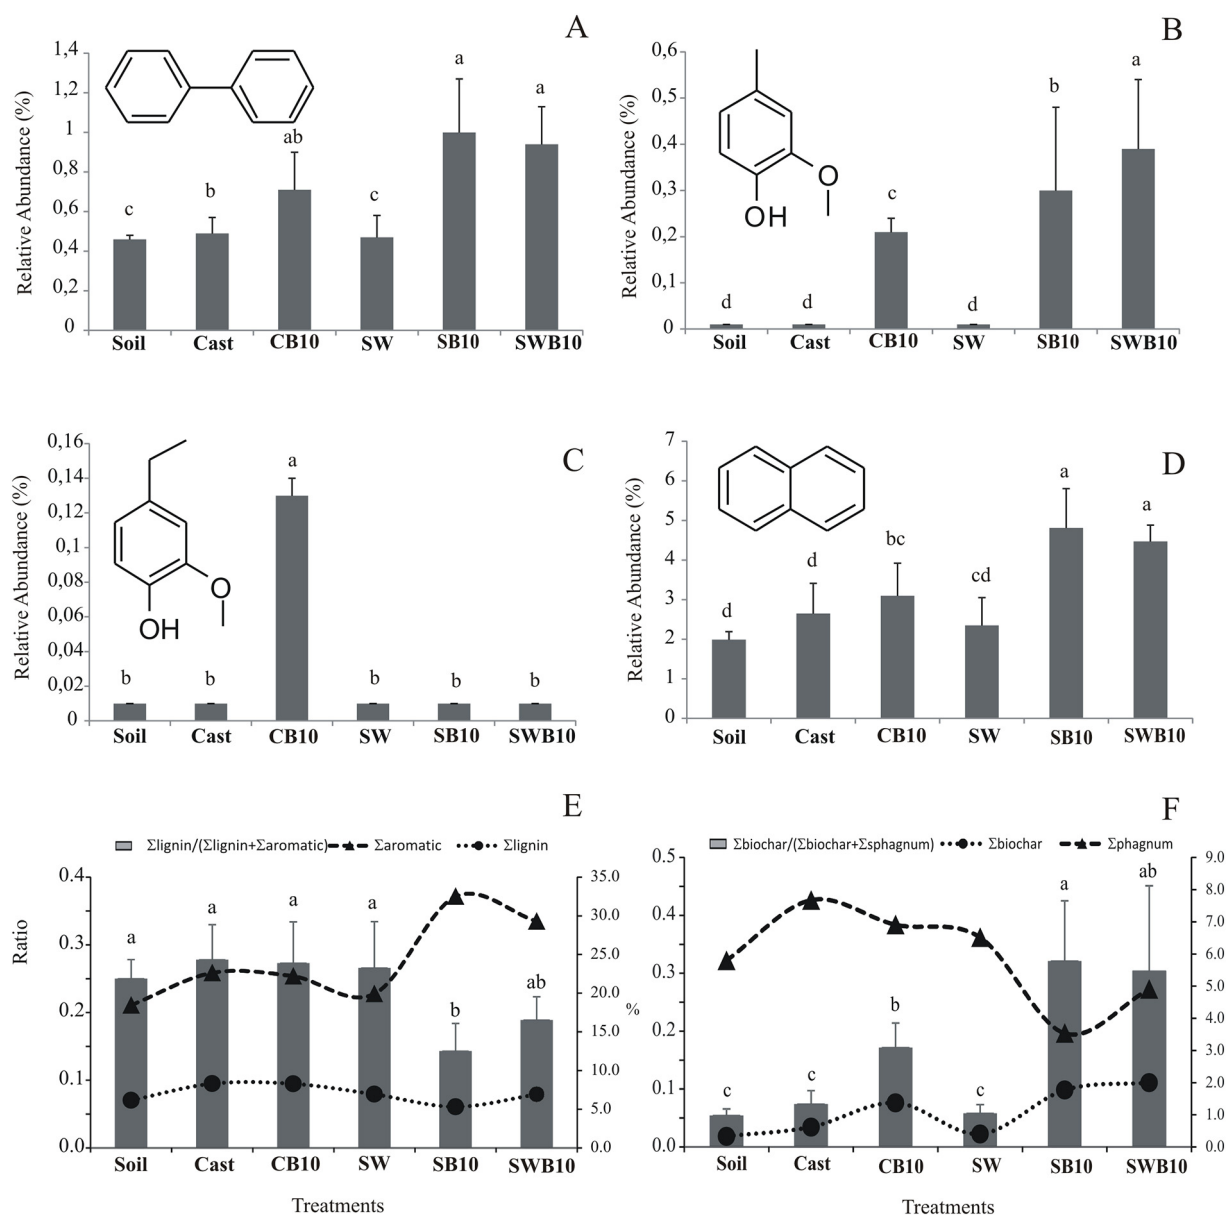 A
Relative Abundance (%)
1,4
1,2
1
0,8
0,6
0,4
0,2
0
c
b
ab
c
a
a
Soil Cast CB10 SW SB10 SWB10
B
Relative Abundance (%)
0,6
0,5
0,4
0,3
0,2
0,1
0
O
OH
d
d
c
d
b
a
Soil Cast CB10 SW SB10 SWB10
C
Relative Abundance (%)
0,16
0,14
0,12
0,1
0,08
0,06
0,04
0,02
0
O
OH
b
b
a
b
b
b
Soil Cast CB10 SW SB10 SWB10
D
Relative Abundance (%)
7
6
5
4
3
2
1
0
d
d
bc
cd
a
a
Soil Cast CB10 SW SB10 SWB10
E
Σlignin/(Σlignin+Σaromatic) Σaromatic Σlignin
Ratio
0.4
0.3
0.2
0.1
0.0
a
a
a
a
b
ab
35.0
30.0
25.0
20.0
15.0
10.0
5.0
0.0
%
Soil Cast CB10 SW SB10 SWB10
Treatments
F
Σbiochar/(Σbiochar+Σsphagnum) Σbiochar Σphagnum
0.5
0.4
0.3
0.2
0.1
0.0
c
c
b
c
a
ab
9.0
8.0
7.0
6.0
5.0
4.0
3.0
2.0
1.0
0.0
Soil Cast CB10 SW SB10 SWB10
Treatments